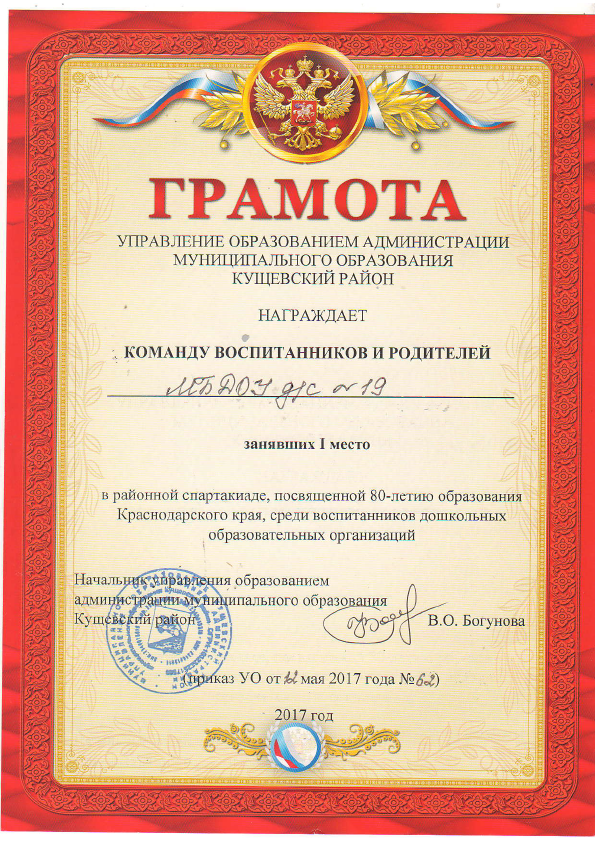 ГРАМОТА
УПРАВЛЕНИЕ ОБРАЗОВАНИЕМ АДМИНИСТРАЦИИ
МУНИЦИПАЛЬНОГО ОБРАЗОВАНИЯ
КУЩЕВСКИЙ РАЙОН
НАГРАЖДАЕТ
КОМАНДУ ВОСПИТАННИКОВ И РОДИТЕЛЕЙ
МБДОУ д/с №19
занявших I место
в районной спартакиаде, посвященной 80-летию образования
Краснодарского края, среди воспитанников дошкольных
образовательных организаций
Начальник управления образованием
администрации муниципального образования
Кущевский район
В.О. Богунова
(приказ УО от мая 2017 года №62)
2017 год